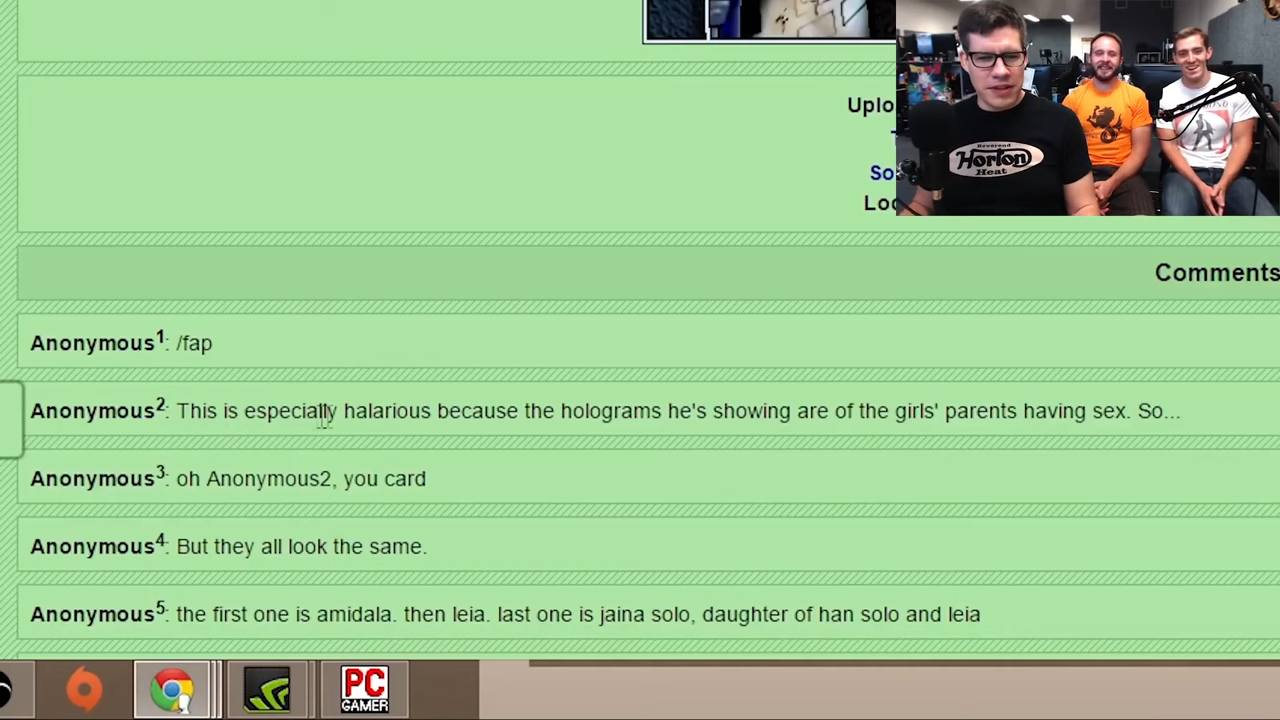 Uplo
So
Loc
Reverend
Horton
Heat
Comments
Anonymous1: /fap
Anonymous2: This is especially halarious because the holograms he's showing are of the girls' parents having sex. So...
Anonymous3: oh Anonymous2, you card
Anonymous4: But they all look the same.
Anonymous5: the first one is amidala. then leia. last one is jaina solo, daughter of han solo and leia
PC
GAMER